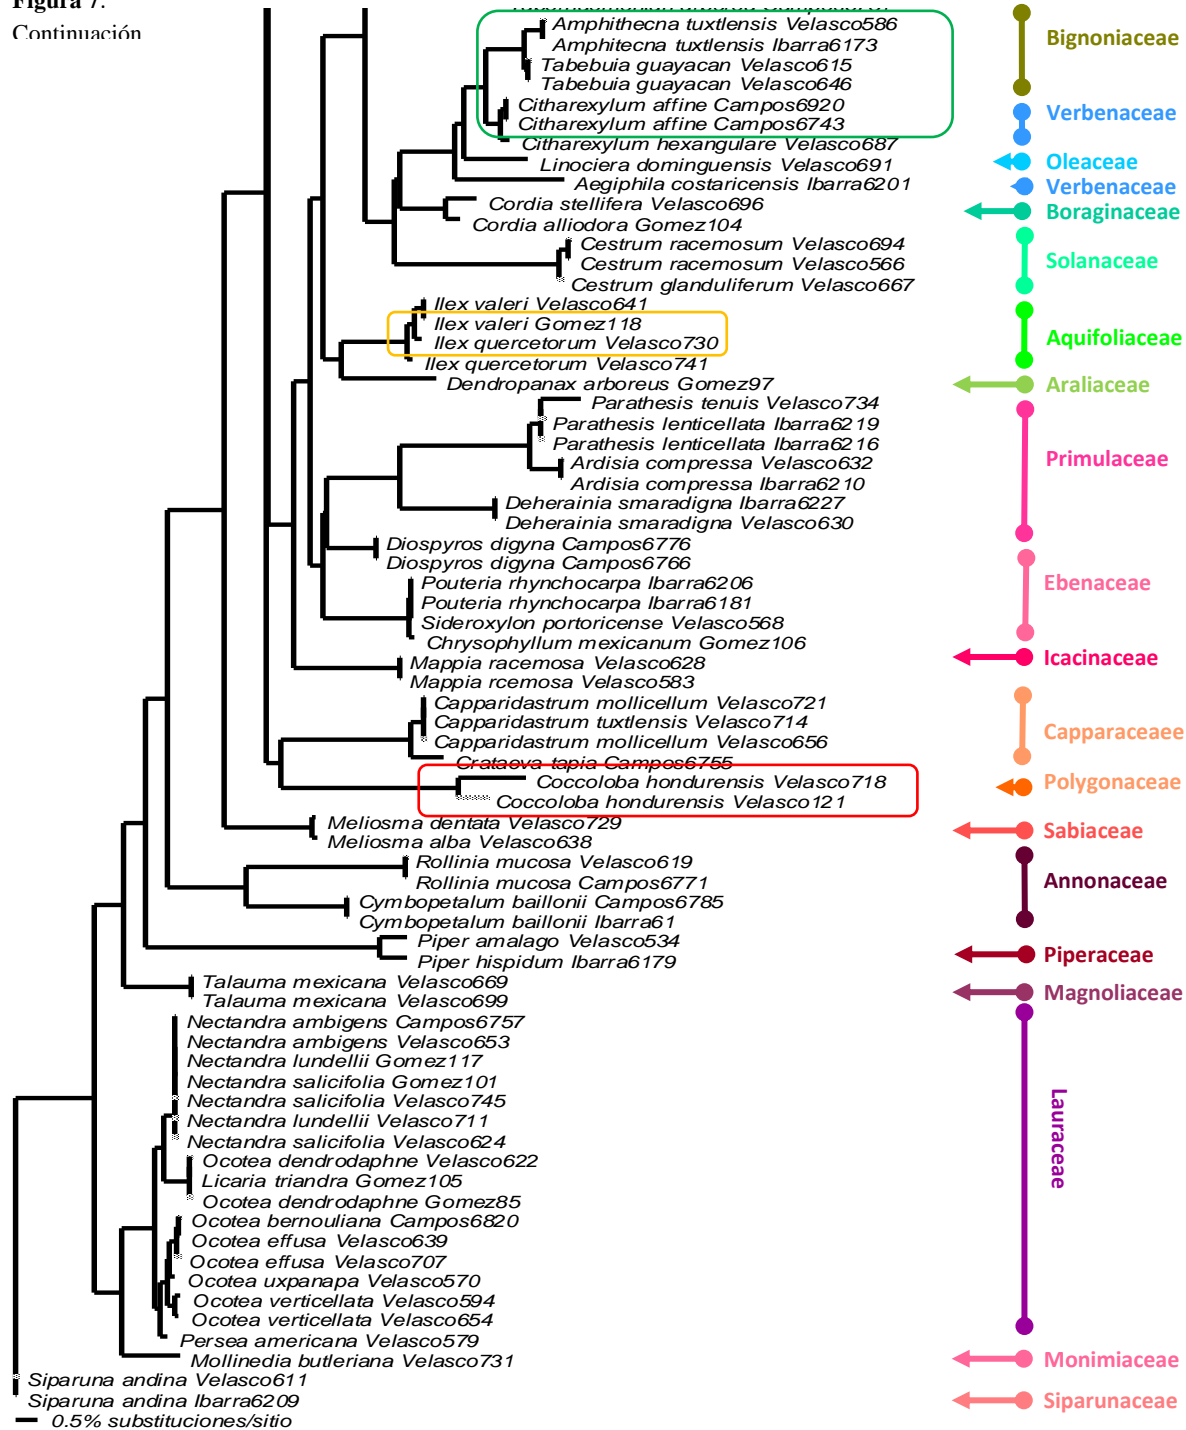 Figura 7.
Continuación
Amphithecna tuxtlensis Velasco586
Amphitecna tuxtlensis Ibarra6173
Tabebuia guayacan Velasco615
Tabebuia guayacan Velasco646
Citharexylum affine Campos6920
Citharexylum affine Campos6743
Citharexylum hexangulare Velasco687
Linociera dominguensis Velasco691
Aegiphila costaricensis Ibarra6201
Cordia stellifera Velasco696
Cordia alliodora Gomez104
Cestrum racemosum Velasco694
Cestrum racemosum Velasco566
Cestrum glanduliferum Velasco667
Ilex valeri Velasco641
Ilex valeri Gomez118
Ilex quercetorum Velasco730
Ilex quercetorum Velasco741
Dendropanax arboreus Gomez97
Parathesis tenuis Velasco734
Parathesis lenticellata Ibarra6219
Parathesis lenticellata Ibarra6216
Ardisia compressa Velasco632
Ardisia compressa Ibarra6210
Deherainia smaradigna Ibarra6227
Deherainia smaradigna Velasco630
Diospyros digyna Campos6776
Diospyros digyna Campos6766
Pouteria rhynchocarpa Ibarra6206
Pouteria rhynchocarpa Ibarra6181
Sideroxylon portoricense Velasco568
Chrysophyllum mexicanum Gomez106
Mappia racemosa Velasco628
Mappia rcemosa Velasco583
Capparidastrum mollicellum Velasco721
Capparidastrum tuxtlensis Velasco714
Capparidastrum mollicellum Velasco656
Crataeva tapia Campos6755
Coccoloba hondurensis Velasco718
Coccoloba hondurensis Velasco121
Meliosma dentata Velasco729
Meliosma alba Velasco638
Rollinia mucosa Velasco619
Rollinia mucosa Campos6771
Cymbopetalum baillonii Campos6785
Cymbopetalum baillonii Ibarra61
Piper amalago Velasco534
Piper hispidum Ibarra6179
Talauma mexicana Velasco669
Talauma mexicana Velasco699
Nectandra ambigens Campos6757
Nectandra ambigens Velasco653
Nectandra lundellii Gomez117
Nectandra salicifolia Gomez101
Nectandra salicifolia Velasco745
Nectandra lundellii Velasco711
Nectandra salicifolia Velasco624
Ocotea dendrodaphne Velasco622
Licaria triandra Gomez105
Ocotea dendrodaphne Gomez85
Ocotea bernouliana Campos6820
Ocotea effusa Velasco639
Ocotea effusa Velasco707
Ocotea uxpanapa Velasco570
Ocotea verticellata Velasco594
Ocotea verticellata Velasco654
Persea americana Velasco579
Mollinedia butleriana Velasco731
Siparuna andina Velasco611
Siparuna andina Ibarra6209
0.5% substituciones/sitio
Bignoniaceae
Verbenaceae
Oleaceae
Verbenaceae
Boraginaceae
Solanaceae
Aquifoliaceae
Araliaceae
Primulaceae
Ebenaceae
Icacinaceae
Capparaceaee
Polygonaceae
Sabiaceae
Annonaceae
Piperaceae
Magnoliaceae
Lauraceae
Monimiaceae
Siparunaceae